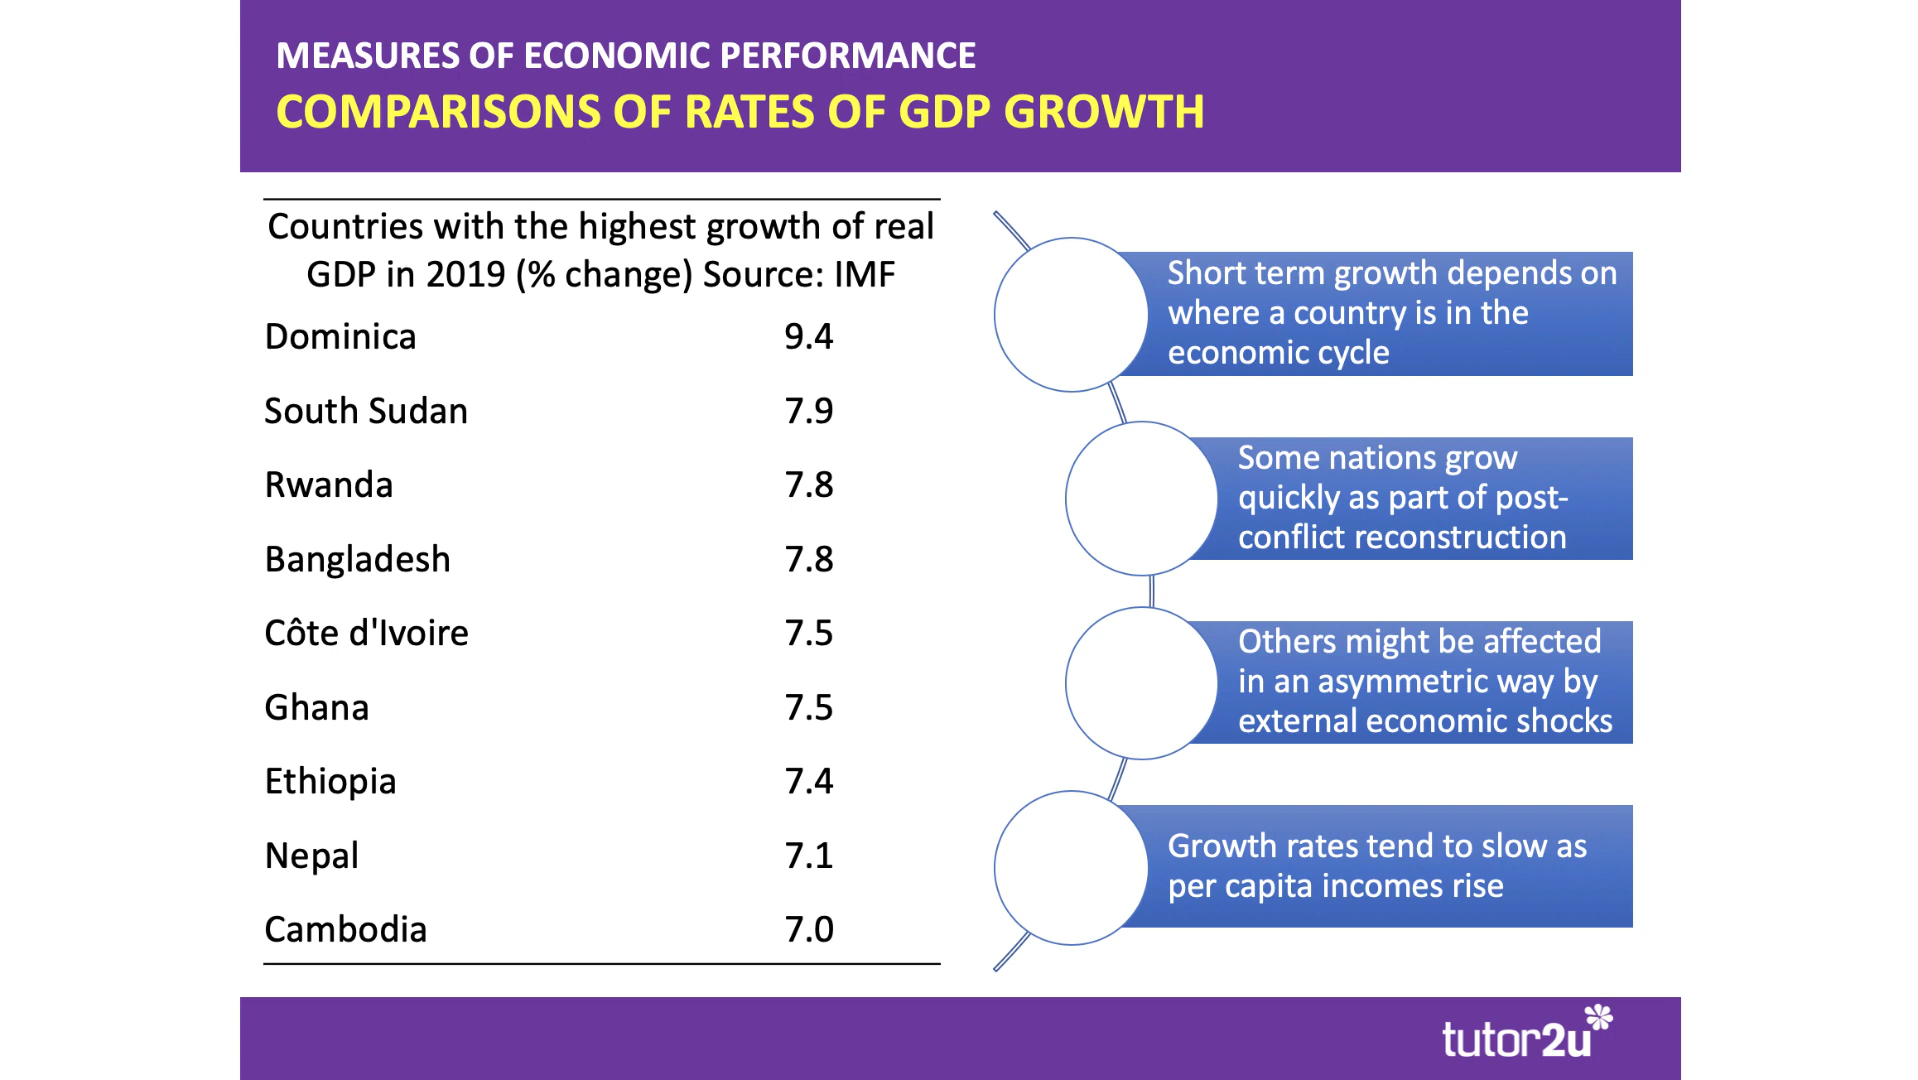 MEASURES OF ECONOMIC PERFORMANCE
COMPARISONS OF RATES OF GDP GROWTH
Countries with the highest growth of real
GDP in 2019 (% change) Source: IMF
Dominica 9.4
South Sudan 7.9
Rwanda 7.8
Bangladesh 7.8
Côte d'Ivoire 7.5
Ghana 7.5
Ethiopia 7.4
Nepal 7.1
Cambodia 7.0
Short term growth depends on
where a country is in the
economic cycle
Some nations grow
quickly as part of post-
conflict reconstruction
Others might be affected
in an asymmetric way by
external economic shocks
Growth rates tend to slow as
per capita incomes rise
tutor2u